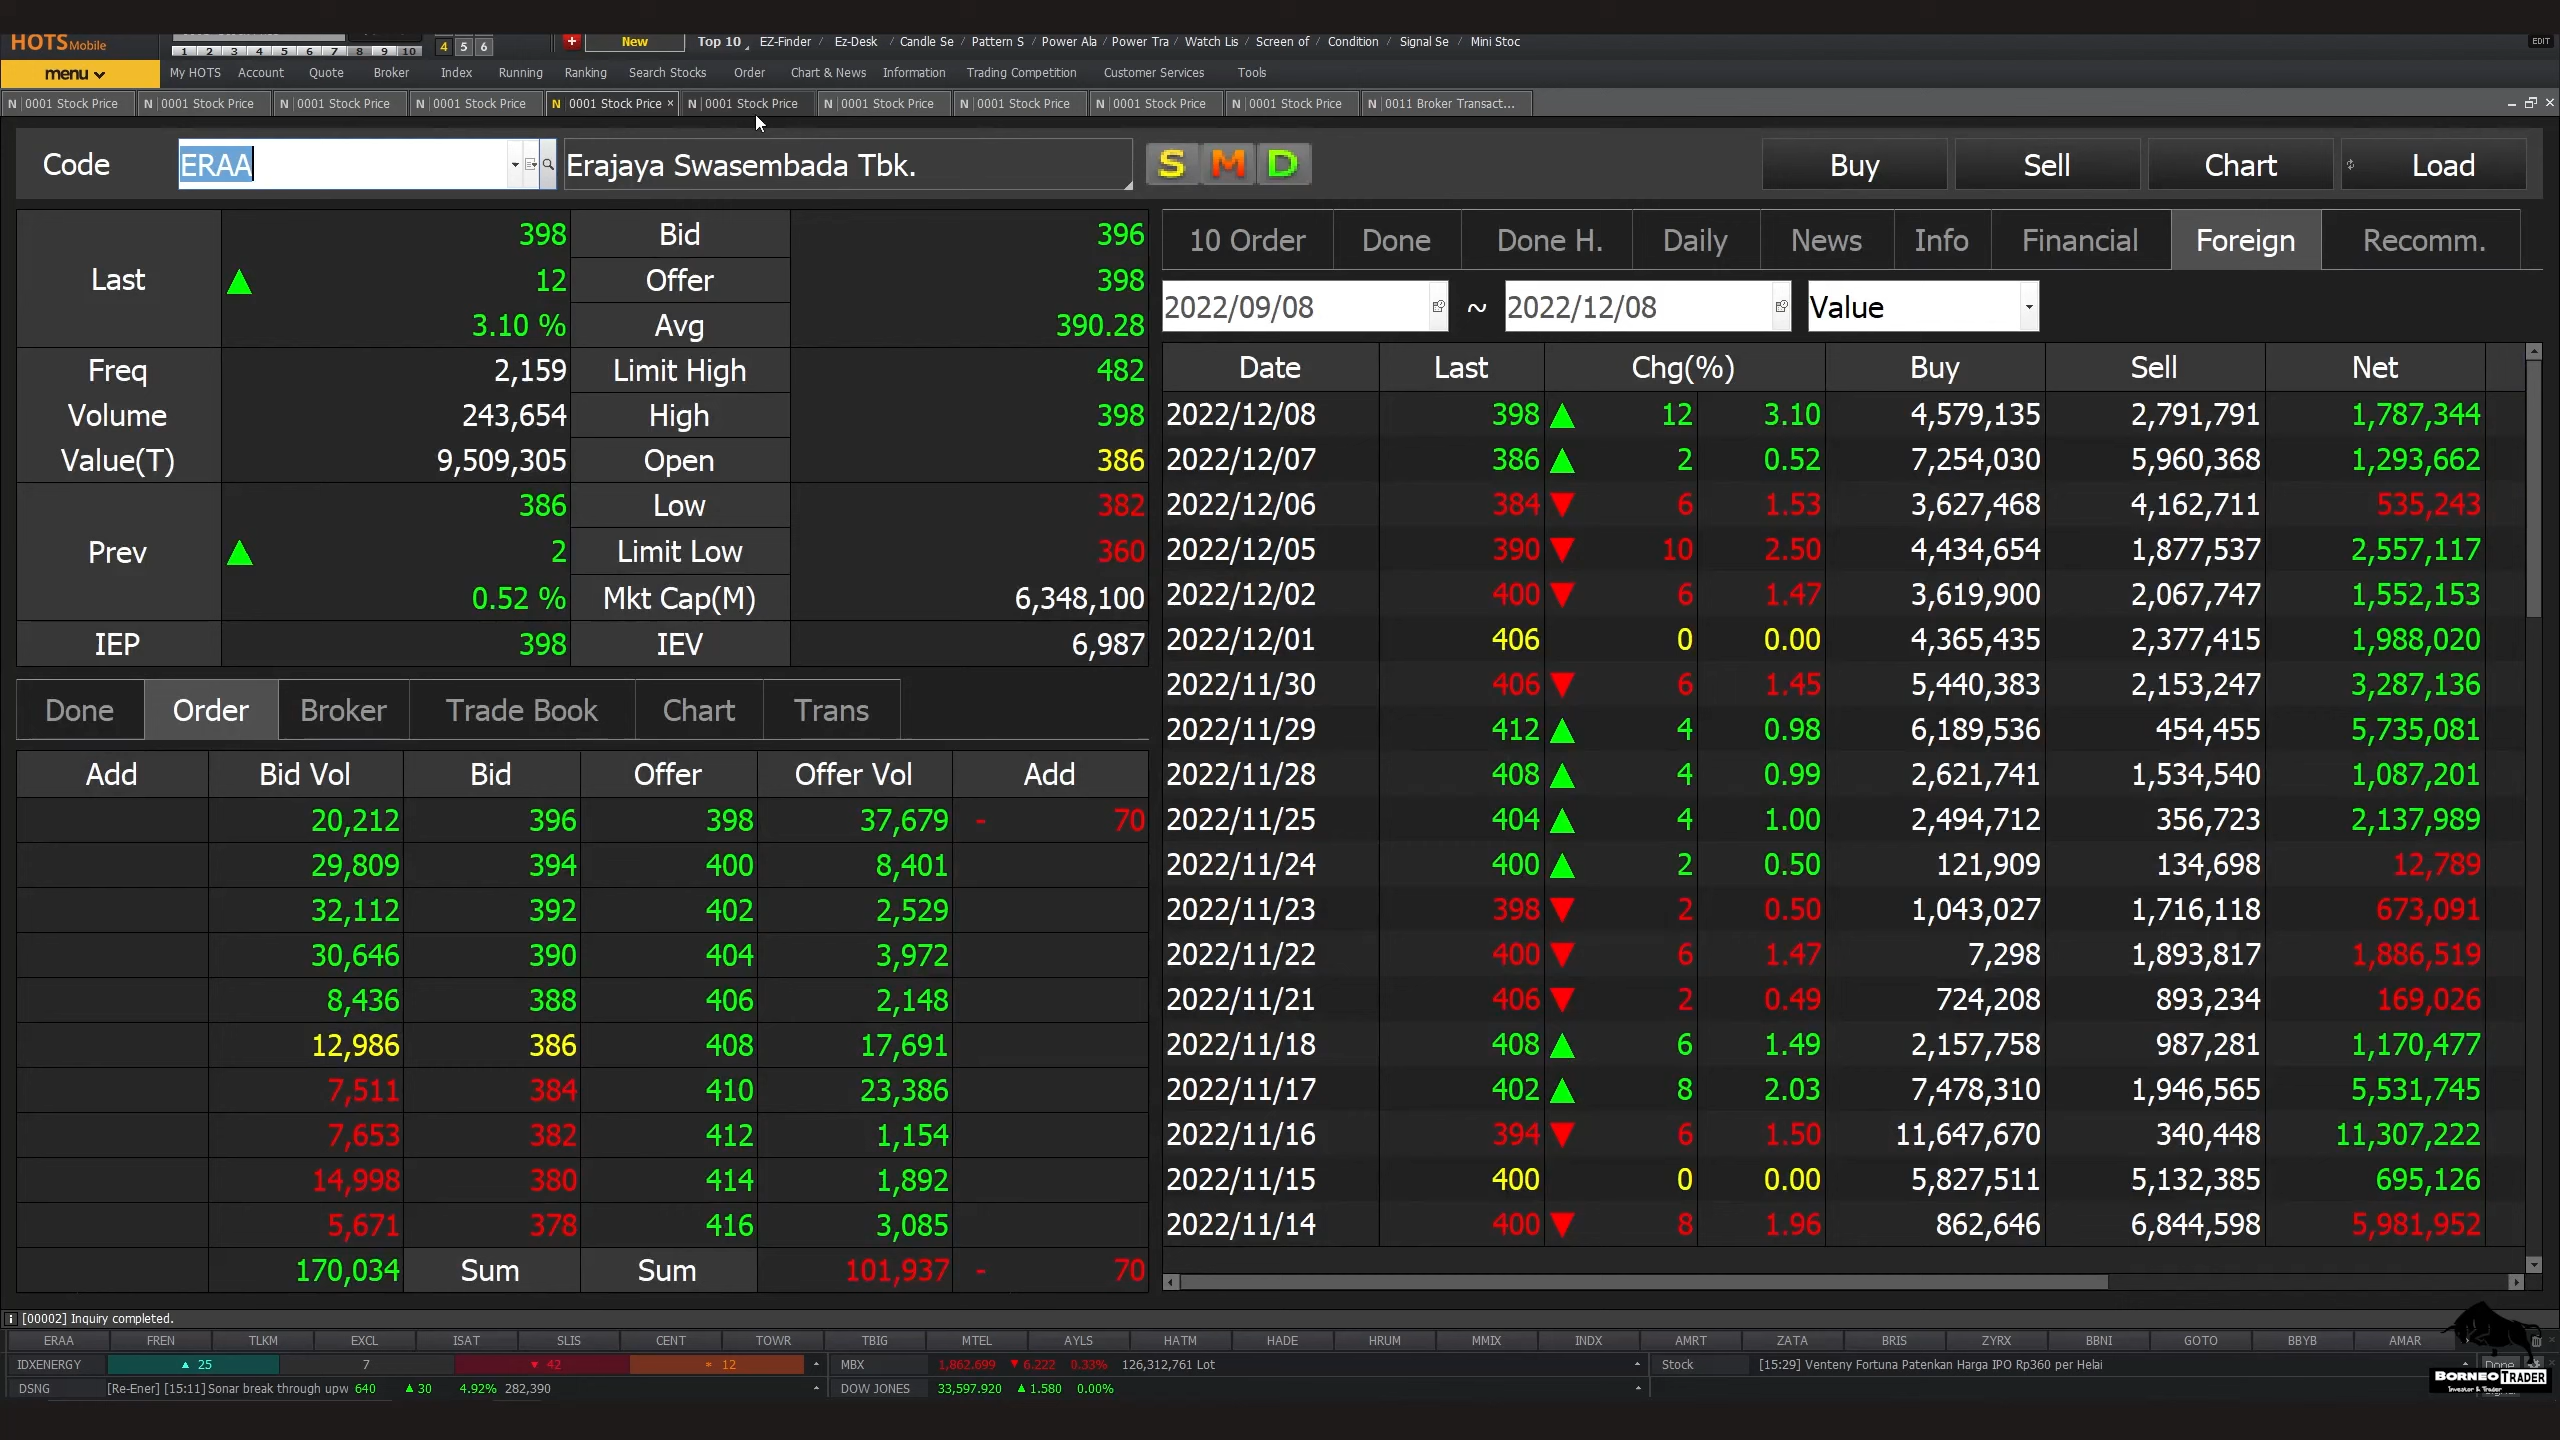 HOTS Mobile
1 2 3 4 5 6 7 8 9 10 4 5 6
New Top 10 EZ-Finder / Ez-Desk / Candle Se / Pattern S / Power Ala / Power Tra / Watch Lis / Screen of / Condition / Signal Se / Mini Stoc EDIT
menu My HOTS Account Quote Broker Index Running Ranking Search Stocks Order Chart & News Information Trading Competition Customer Services Tools
N 0001 Stock Price N 0001 Stock Price N 0001 Stock Price N 0001 Stock Price N 0001 Stock Price × N 0001 Stock Price N 0001 Stock Price N 0001 Stock Price N 0001 Stock Price N 0001 Stock Price N 0011 Broker Transact...
Code ERAA Erajaya Swasembada Tbk. S M D Buy Sell Chart Load
Last 398 Bid 396
▲ 12 Offer 398
3.10 % Avg 390.28
Freq 2,159 Limit High 482
Volume 243,654 High 398
Value(T) 9,509,305 Open 386
Prev 386 Low 382
▲ 2 Limit Low 360
0.52 % Mkt Cap(M) 6,348,100
IEP 398 IEV 6,987
Done Order Broker Trade Book Chart Trans
Add Bid Vol Bid Offer Offer Vol Add
20,212 396 398 37,679 - 70
29,809 394 400 8,401
32,112 392 402 2,529
30,646 390 404 3,972
8,436 388 406 2,148
12,986 386 408 17,691
7,511 384 410 23,386
7,653 382 412 1,154
14,998 380 414 1,892
5,671 378 416 3,085
170,034 Sum Sum 101,937 - 70
10 Order Done Done H. Daily News Info Financial Foreign Recomm.
2022/09/08 ~ 2022/12/08 Value
Date Last Chg(%) Buy Sell Net
2022/12/08 398 ▲ 12 3.10 4,579,135 2,791,791 1,787,344
2022/12/07 386 ▲ 2 0.52 7,254,030 5,960,368 1,293,662
2022/12/06 384 ▼ 6 1.53 3,627,468 4,162,711 535,243
2022/12/05 390 ▼ 10 2.50 4,434,654 1,877,537 2,557,117
2022/12/02 400 ▼ 6 1.47 3,619,900 2,067,747 1,552,153
2022/12/01 406 0 0.00 4,365,435 2,377,415 1,988,020
2022/11/30 406 ▼ 6 1.45 5,440,383 2,153,247 3,287,136
2022/11/29 412 ▲ 4 0.98 6,189,536 454,455 5,735,081
2022/11/28 408 ▲ 4 0.99 2,621,741 1,534,540 1,087,201
2022/11/25 404 ▲ 4 1.00 2,494,712 356,723 2,137,989
2022/11/24 400 ▲ 2 0.50 121,909 134,698 12,789
2022/11/23 398 ▼ 2 0.50 1,043,027 1,716,118 673,091
2022/11/22 400 ▼ 6 1.47 7,298 1,893,817 1,886,519
2022/11/21 406 ▼ 2 0.49 724,208 893,234 169,026
2022/11/18 408 ▲ 6 1.49 2,157,758 987,281 1,170,477
2022/11/17 402 ▲ 8 2.03 7,478,310 1,946,565 5,531,745
2022/11/16 394 ▼ 6 1.50 11,647,670 340,448 11,307,222
2022/11/15 400 0 0.00 5,827,511 5,132,385 695,126
2022/11/14 400 ▼ 8 1.96 862,646 6,844,598 5,981,952
i [00002] Inquiry completed.
ERAA FREN TLKM EXCL ISAT SLIS CENT TOWR TBIG MTEL AYLS HATM HADE HRUM MMIX INDX AMRT ZATA BRIS ZYRX BBNI GOTO BBYB AMAR
IDXENERGY ▲ 25 7 ▼ 42 * 12 MBX 1,862.699 ▼ 6.222 0.33% 126,312,761 Lot Stock [15:29] Venteny Fortuna Patenkan Harga IPO Rp360 per Helai Done
DSNG [Re-Ener] [15:11] Sonar break through upw 640 ▲ 30 4.92% 282,390 DOW JONES 33,597.920 ▲ 1.580 0.00%
BORNEO TRADER
Investor & Trader